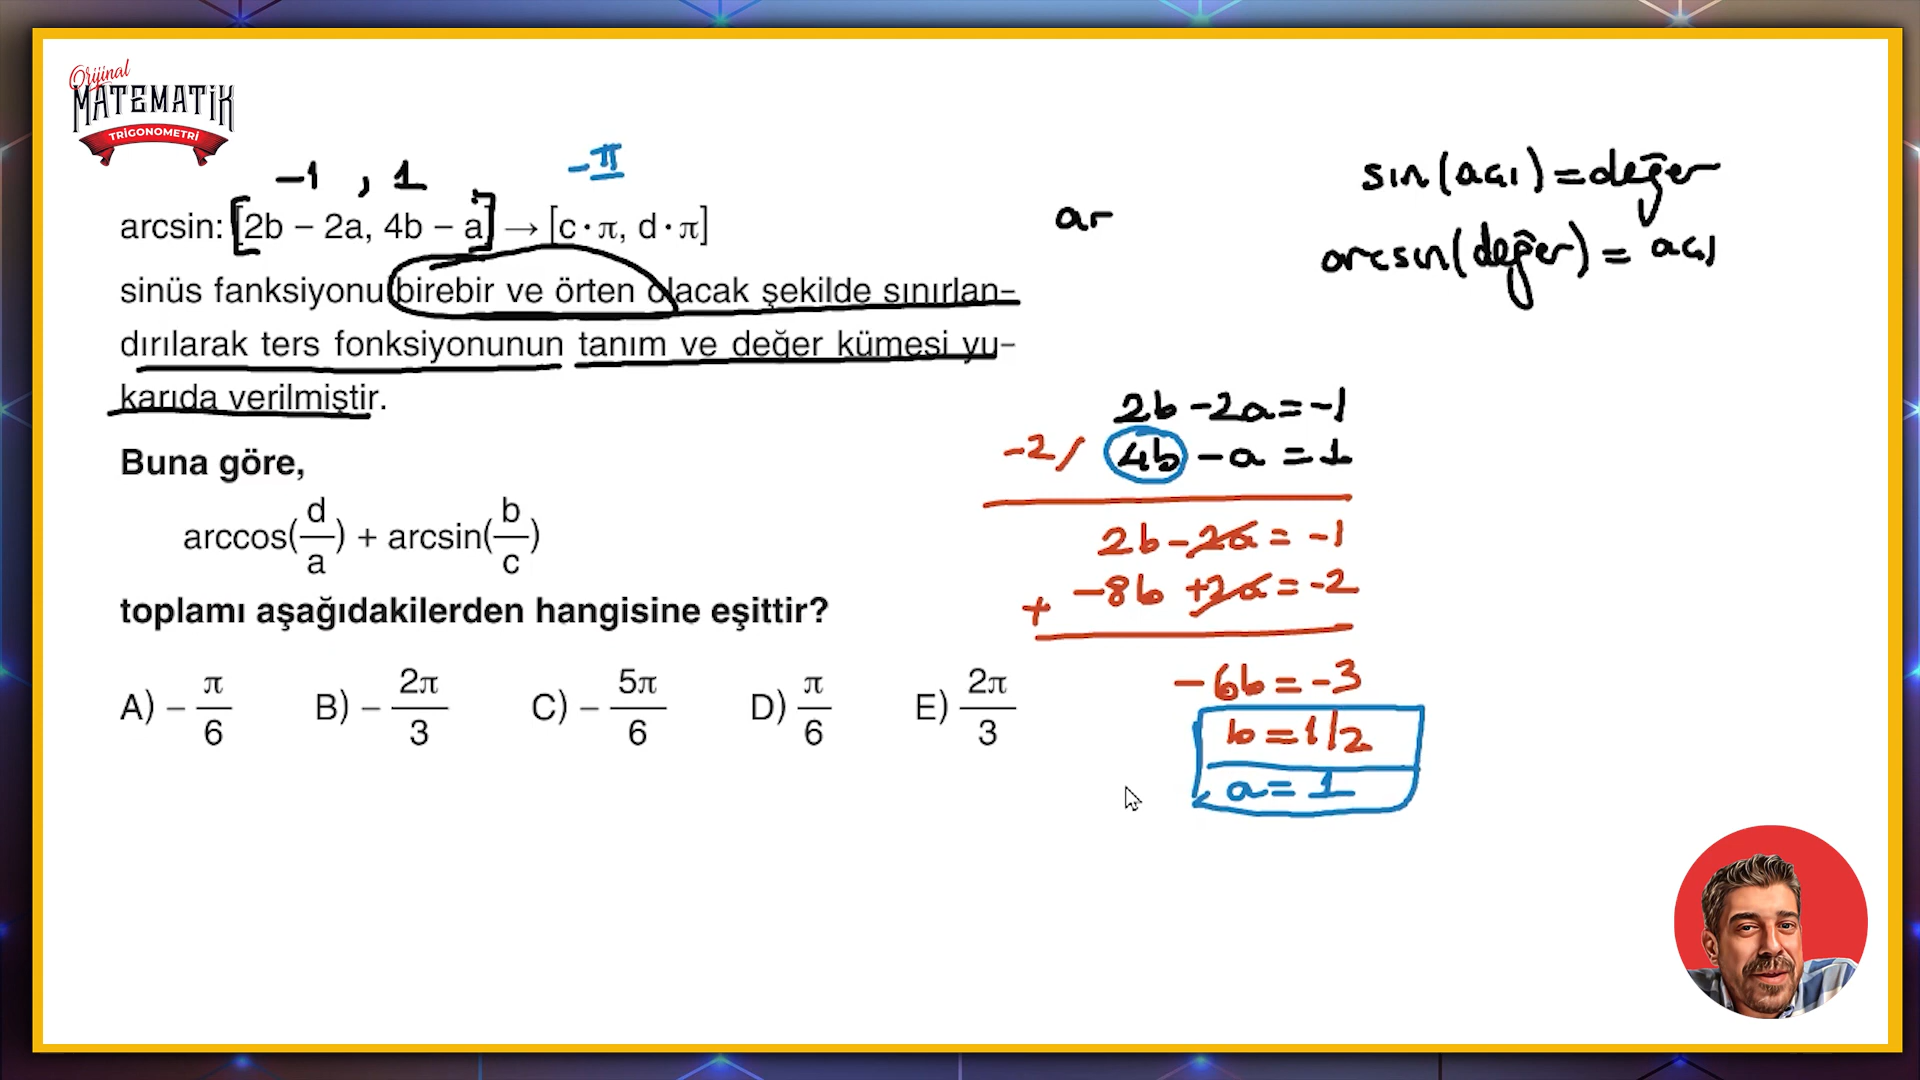 Orijinal
MATEMATİK
TRİGONOMETRİ
-1 , 1
-π
arcsin: [2b – 2a, 4b – a] → [c · π, d · π]
sinüs fanksiyonu birebir ve örten olacak şekilde sınırlan-
dırılarak ters fonksiyonunun tanım ve değer kümesi yu-
karıda verilmiştir.
Buna göre,
arccos(d/a) + arcsin(b/c)
toplamı aşağıdakilerden hangisine eşittir?
A) – π/6 B) – 2π/3 C) – 5π/6 D) π/6 E) 2π/3
ar
sin(açı) = değer
arcsin(değer) = açı
2b - 2a = -1
-2/ 4b - a = 1
2b - 2a = -1
+ -8b + 2a = -2
-6b = -3
b = 1/2
a = 1